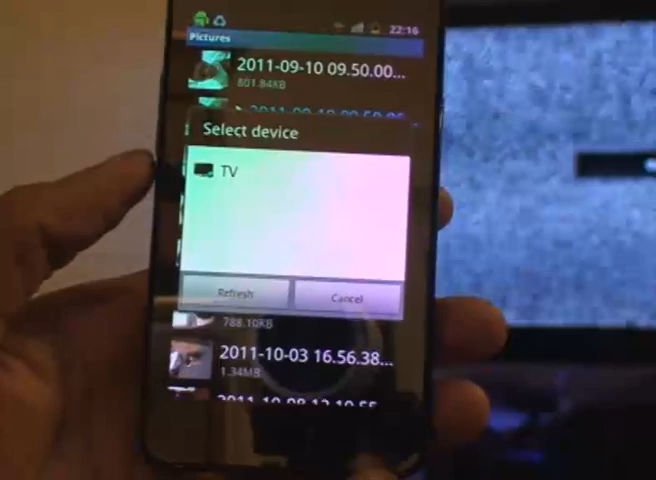 22:16
Pictures
2011-09-10 09.50.00...
801.84KB
Select device
TV
Refresh
Cancel
788.10KB
2011-10-03 16.56.38...
1.34MB